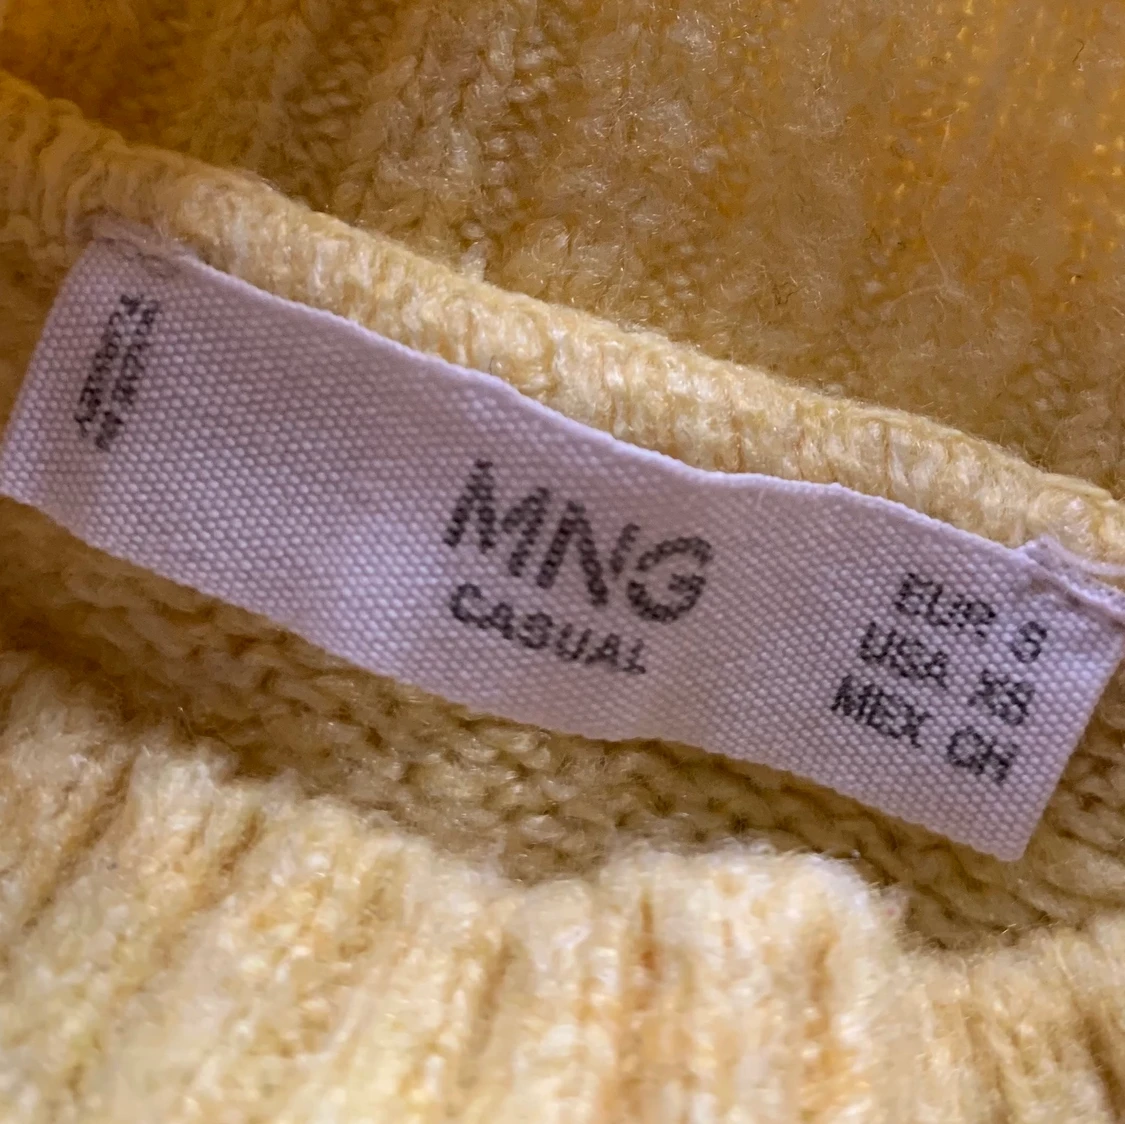 MNG
CASUAL
EUR S
USA XS
MEX CH